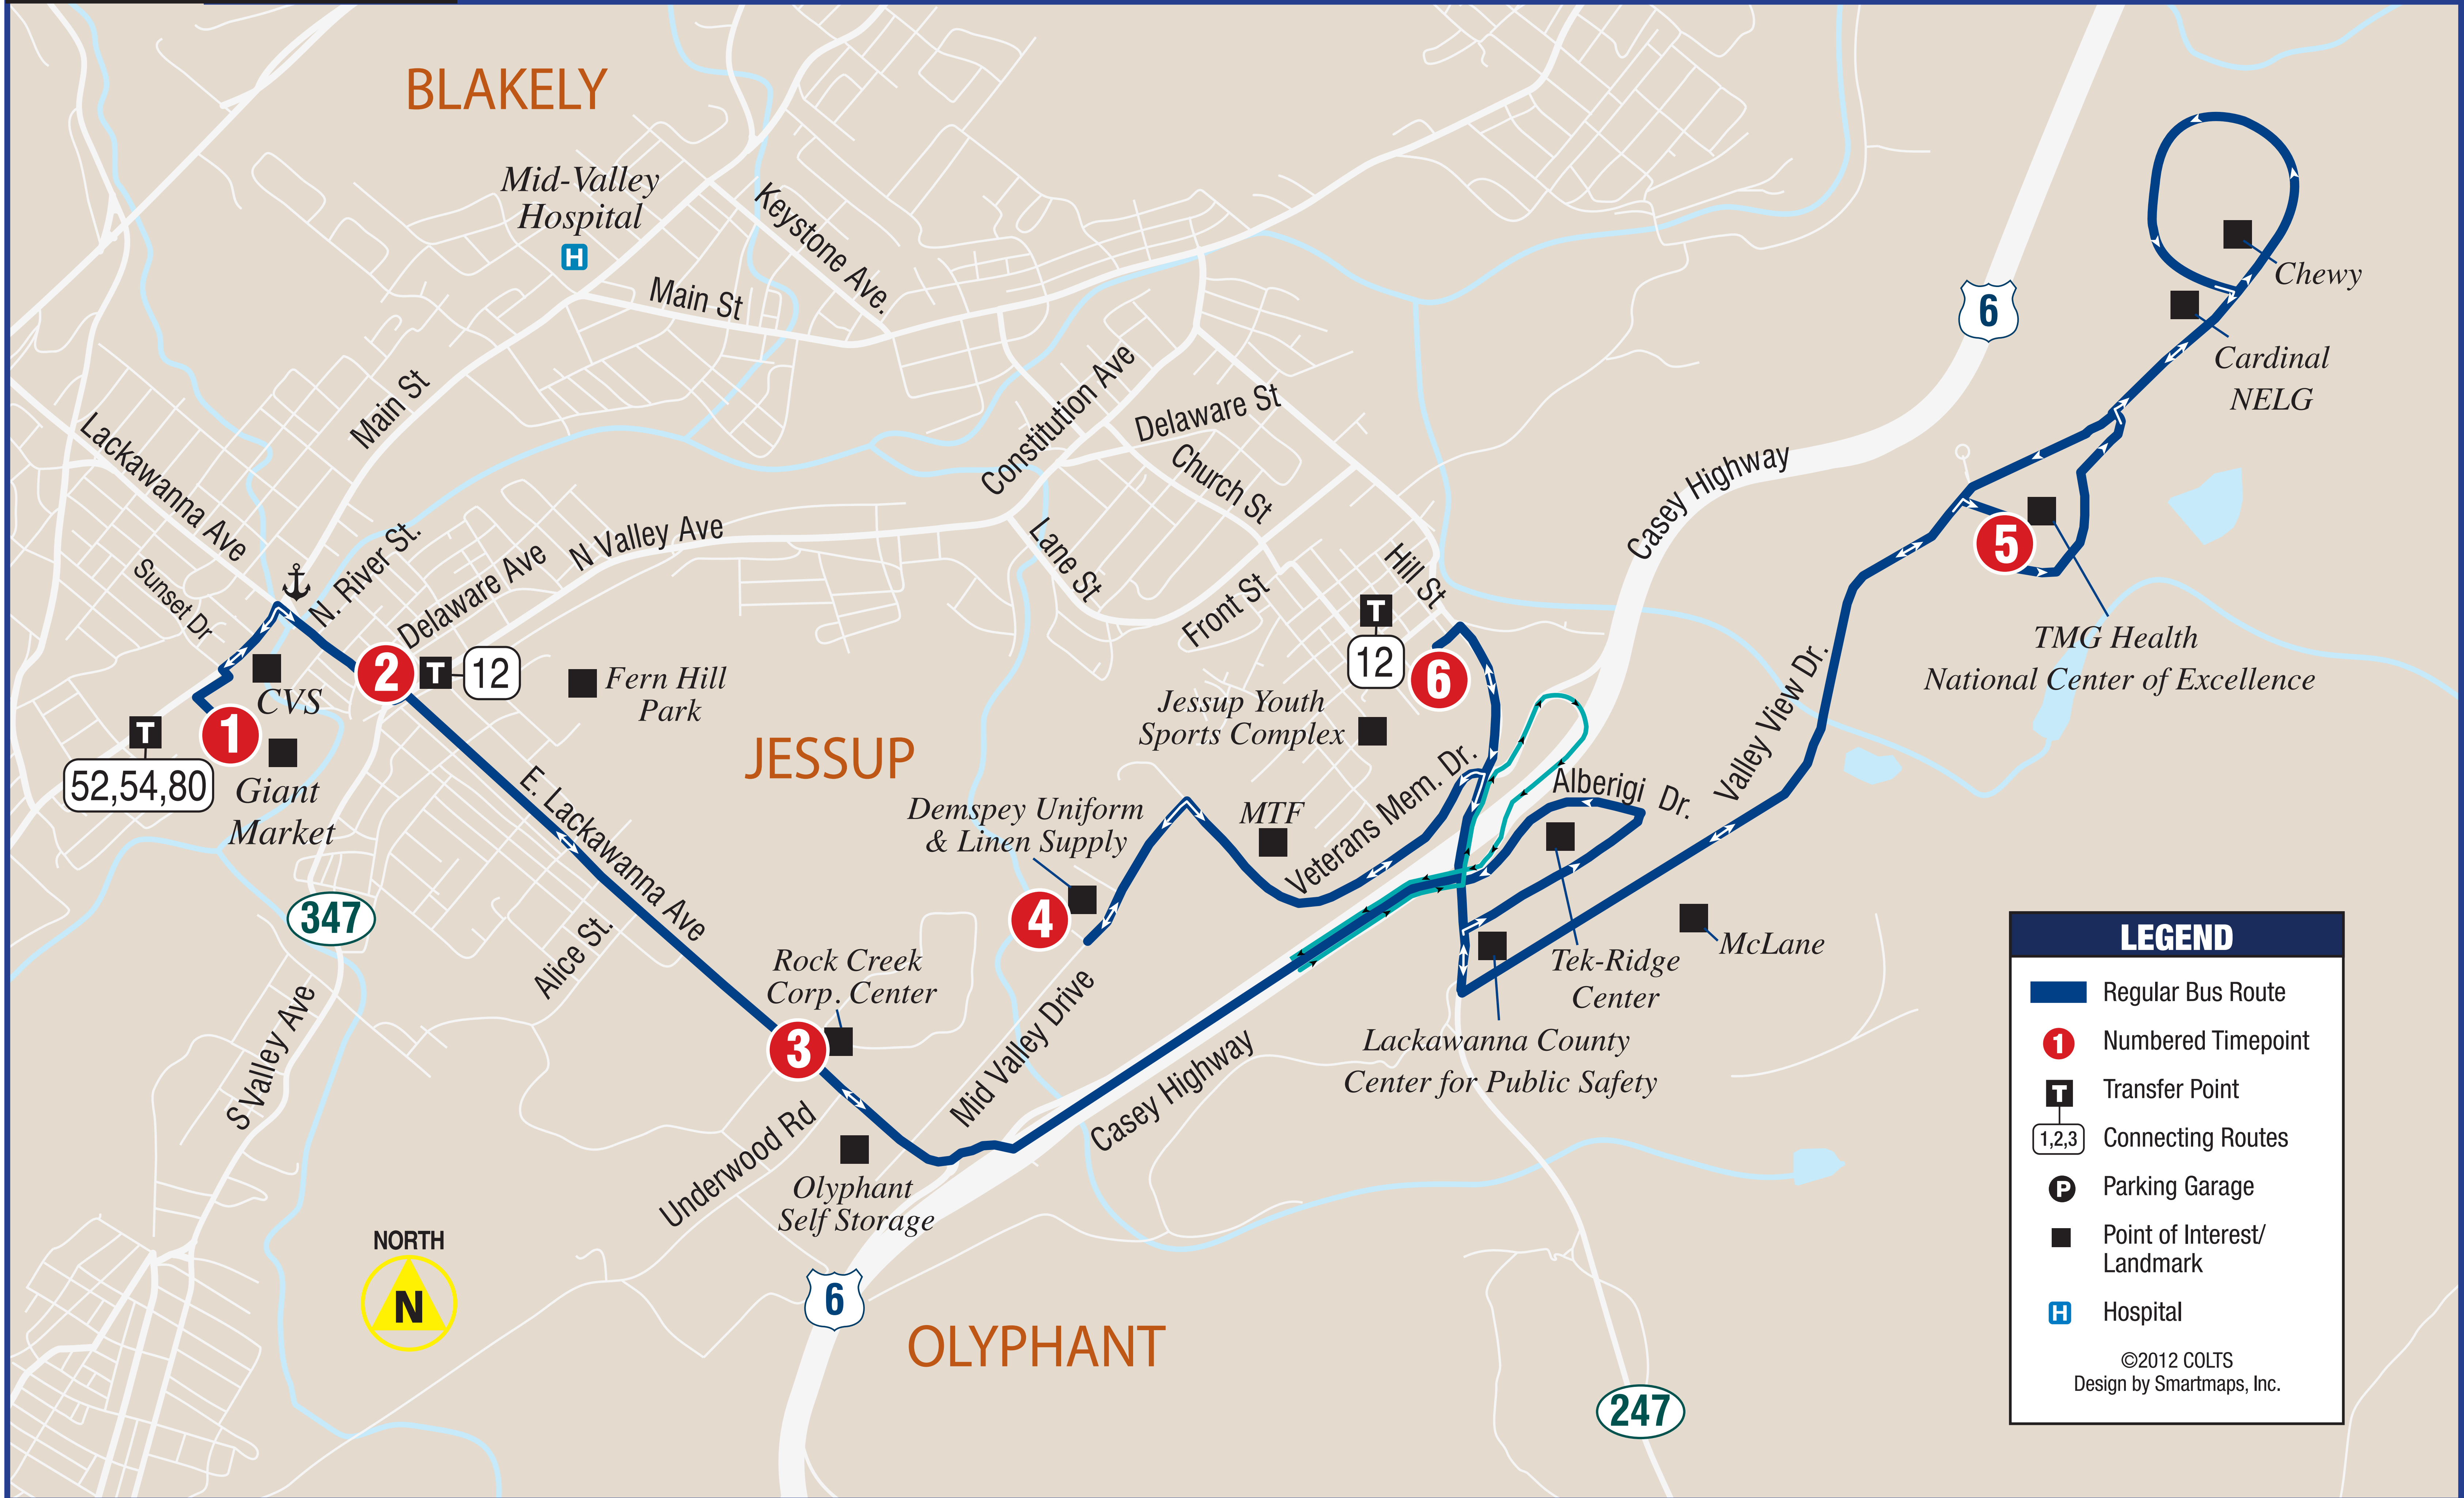 BLAKELY
Mid-Valley
Hospital
H
Keystone Ave.
Main St
6
Chewy
Cardinal
NELG
Main St
Lackawanna Ave
Constitution Ave
Delaware St
Church St
Casey Highway
Sunset Dr
N. River St.
Delaware Ave
N Valley Ave
Lane St
Front St
Hill St
5
TMG Health
National Center of Excellence
T
12
6
2
T
12
Fern Hill
Park
CVS
1
T
52,54,80
Giant
Market
JESSUP
Jessup Youth
Sports Complex
Valley View Dr.
Alberigi Dr.
Veterans Mem. Dr.
MTF
Demspey Uniform
& Linen Supply
E. Lackawanna Ave
4
347
Alice St.
Rock Creek
Corp. Center
3
McLane
Tek-Ridge
Center
Lackawanna County
Center for Public Safety
S Valley Ave
Mid Valley Drive
Casey Highway
Underwood Rd
Olyphant
Self Storage
NORTH
N
6
OLYPHANT
247
LEGEND
Regular Bus Route
1
Numbered Timepoint
T
Transfer Point
1,2,3
Connecting Routes
P
Parking Garage
Point of Interest/
Landmark
H
Hospital
©2012 COLTS
Design by Smartmaps, Inc.